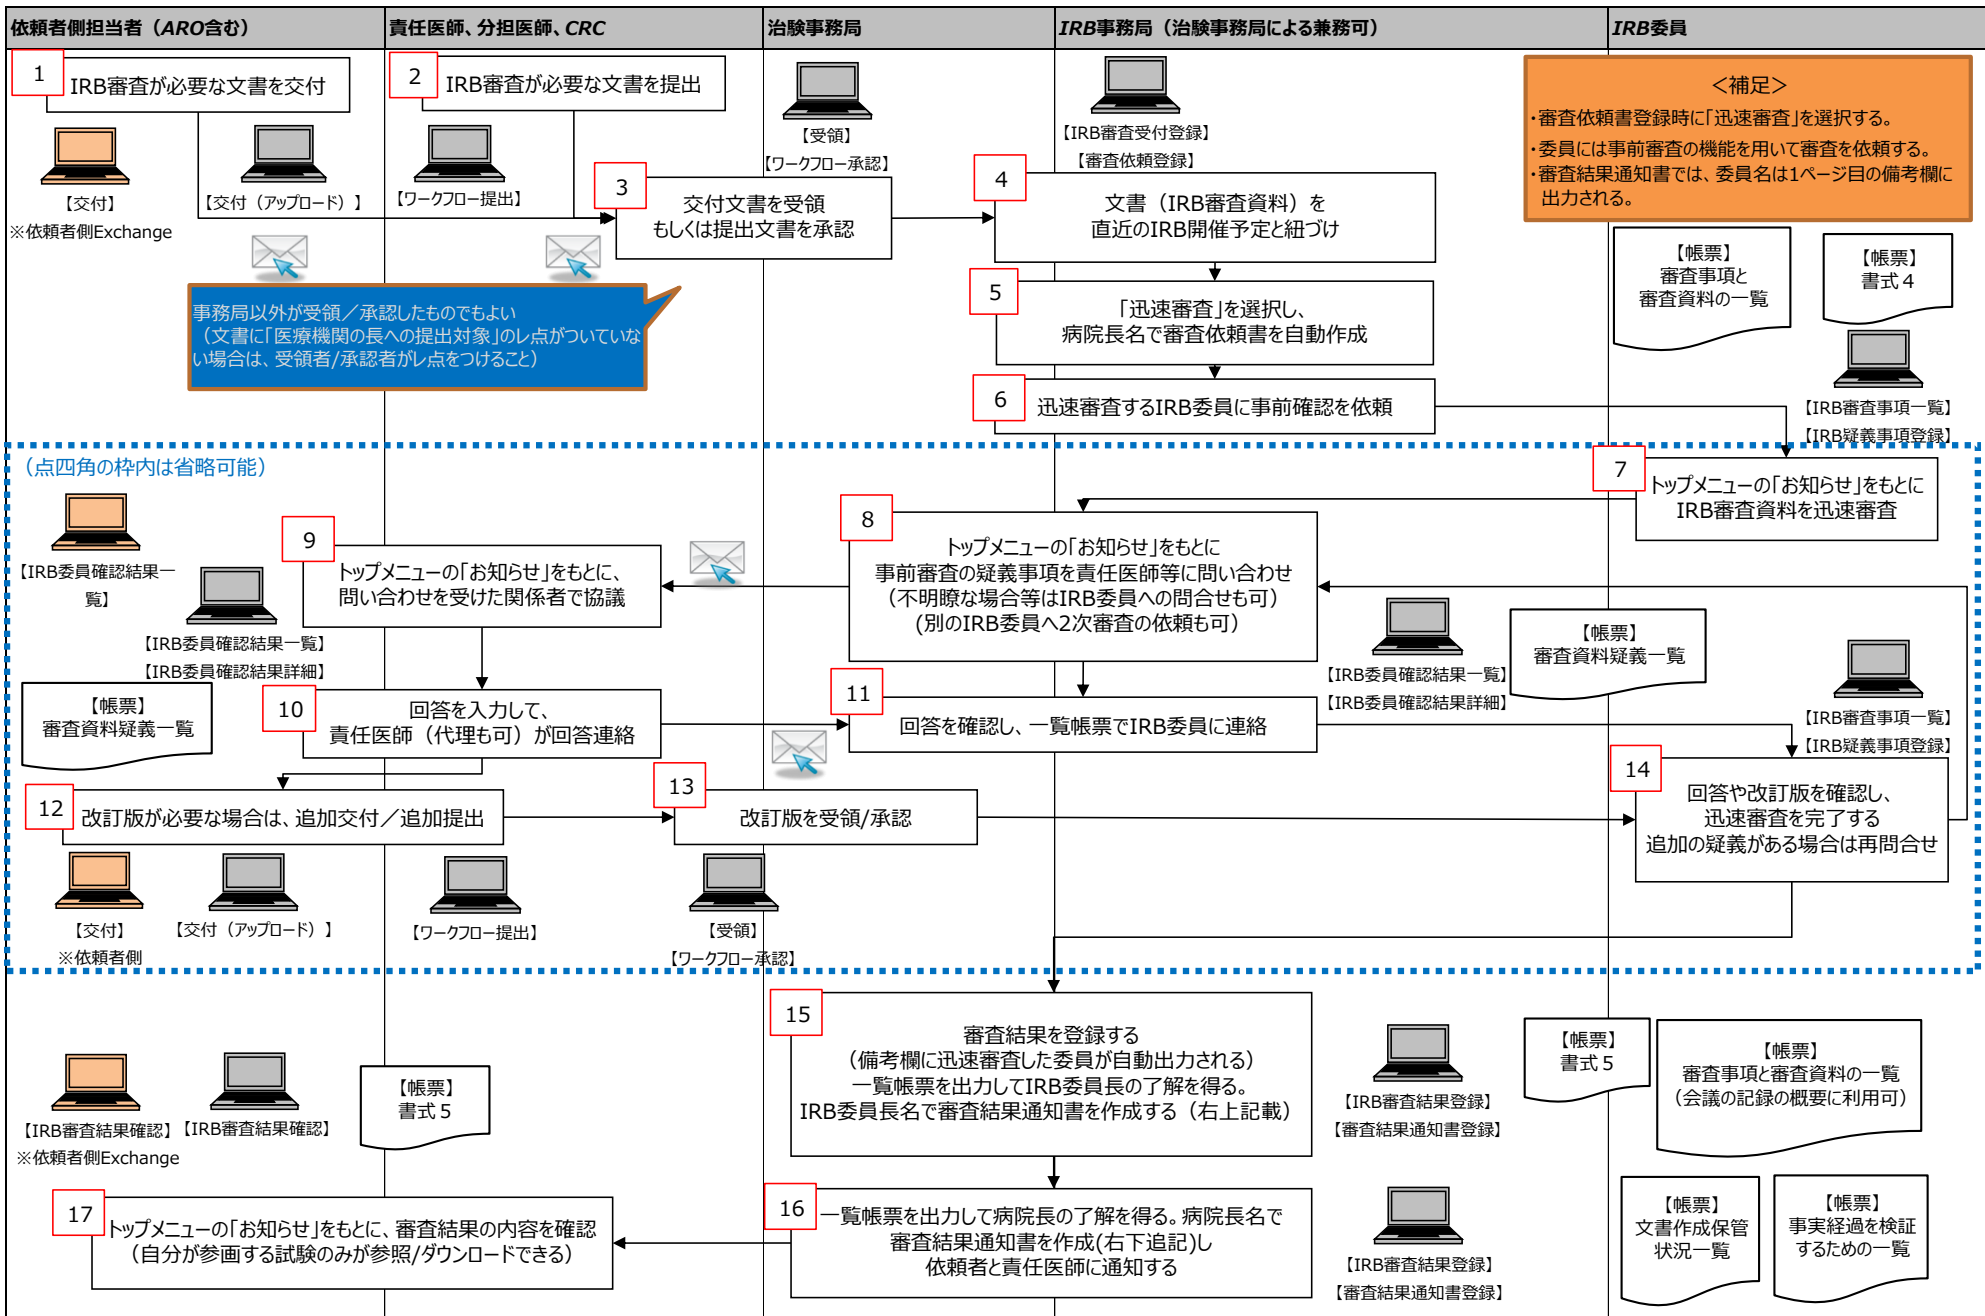 依頼者側担当者（ARO含む）
責任医師、分担医師、CRC
治験事務局
IRB事務局（治験事務局による兼務可）
IRB委員
1
IRB審査が必要な文書を交付
2
IRB審査が必要な文書を提出
【交付】
※依頼者側Exchange
【交付（アップロード）】
【ワークフロー提出】
【受領】
【ワークフロー承認】
【IRB審査受付登録】
【審査依頼登録】
＜補足＞
・審査依頼書登録時に「迅速審査」を選択する。
・委員には事前審査の機能を用いて審査を依頼する。
・審査結果通知書では、委員名は1ページ目の備考欄に
出力される。
3
交付文書を受領
もしくは提出文書を承認
4
文書（IRB審査資料）を
直近のIRB開催予定と紐づけ
事務局以外が受領／承認したものでもよい
（文書に「医療機関の長への提出対象」のレ点がついていな
い場合は、受領者/承認者がレ点をつけること）
5
「迅速審査」を選択し、
病院長名で審査依頼書を自動作成
【帳票】
審査事項と
審査資料の一覧
【帳票】
書式４
6
迅速審査するIRB委員に事前確認を依頼
【IRB審査事項一覧】
【IRB疑義事項登録】
（点四角の枠内は省略可能）
7
トップメニューの「お知らせ」をもとに
IRB審査資料を迅速審査
8
トップメニューの「お知らせ」をもとに
事前審査の疑義事項を責任医師等に問い合わせ
（不明瞭な場合等はIRB委員への問合せも可）
(別のIRB委員へ2次審査の依頼も可）
9
トップメニューの「お知らせ」をもとに、
問い合わせを受けた関係者で協議
【IRB委員確認結果一
覧】
【IRB委員確認結果一覧】
【IRB委員確認結果詳細】
【帳票】
審査資料疑義一覧
10
回答を入力して、
責任医師（代理も可）が回答連絡
11
回答を確認し、一覧帳票でIRB委員に連絡
【IRB委員確認結果一覧】
【IRB委員確認結果詳細】
【帳票】
審査資料疑義一覧
【IRB審査事項一覧】
【IRB疑義事項登録】
12
改訂版が必要な場合は、追加交付／追加提出
13
改訂版を受領/承認
14
回答や改訂版を確認し、
迅速審査を完了する
追加の疑義がある場合は再問合せ
【交付】
※依頼者側
【交付（アップロード）】
【ワークフロー提出】
【受領】
【ワークフロー承認】
15
審査結果を登録する
（備考欄に迅速審査した委員が自動出力される）
一覧帳票を出力してIRB委員長の了解を得る。
IRB委員長名で審査結果通知書を作成する（右上記載）
【IRB審査結果登録】
【審査結果通知書登録】
【帳票】
書式５
【帳票】
審査事項と審査資料の一覧
（会議の記録の概要に利用可）
【IRB審査結果確認】
※依頼者側Exchange
【IRB審査結果確認】
【帳票】
書式５
16
一覧帳票を出力して病院長の了解を得る。病院長名で
審査結果通知書を作成(右下追記)し
依頼者と責任医師に通知する
17
トップメニューの「お知らせ」をもとに、審査結果の内容を確認
（自分が参画する試験のみが参照/ダウンロードできる）
【IRB審査結果登録】
【審査結果通知書登録】
【帳票】
文書作成保管
状況一覧
【帳票】
事実経過を検証
するための一覧